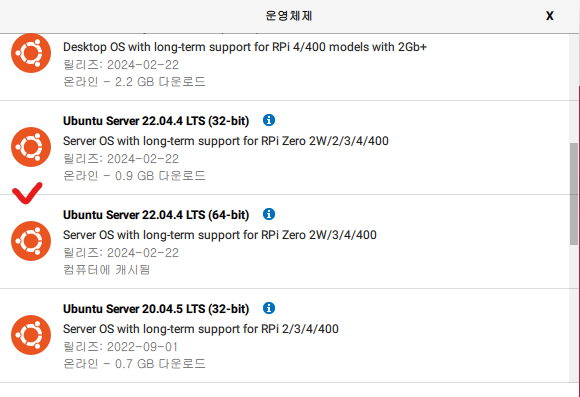 운영체제 X
Desktop OS with long-term support for RPi 4/400 models with 2Gb+
릴리즈: 2024-02-22
온라인 - 2.2 GB 다운로드
Ubuntu Server 22.04.4 LTS (32-bit)
Server OS with long-term support for RPi Zero 2W/2/3/4/400
릴리즈: 2024-02-22
온라인 - 0.9 GB 다운로드
Ubuntu Server 22.04.4 LTS (64-bit)
Server OS with long-term support for RPi Zero 2W/3/4/400
릴리즈: 2024-02-22
컴퓨터에 캐시됨
Ubuntu Server 20.04.5 LTS (32-bit)
Server OS with long-term support for RPi 2/3/4/400
릴리즈: 2022-09-01
온라인 - 0.7 GB 다운로드